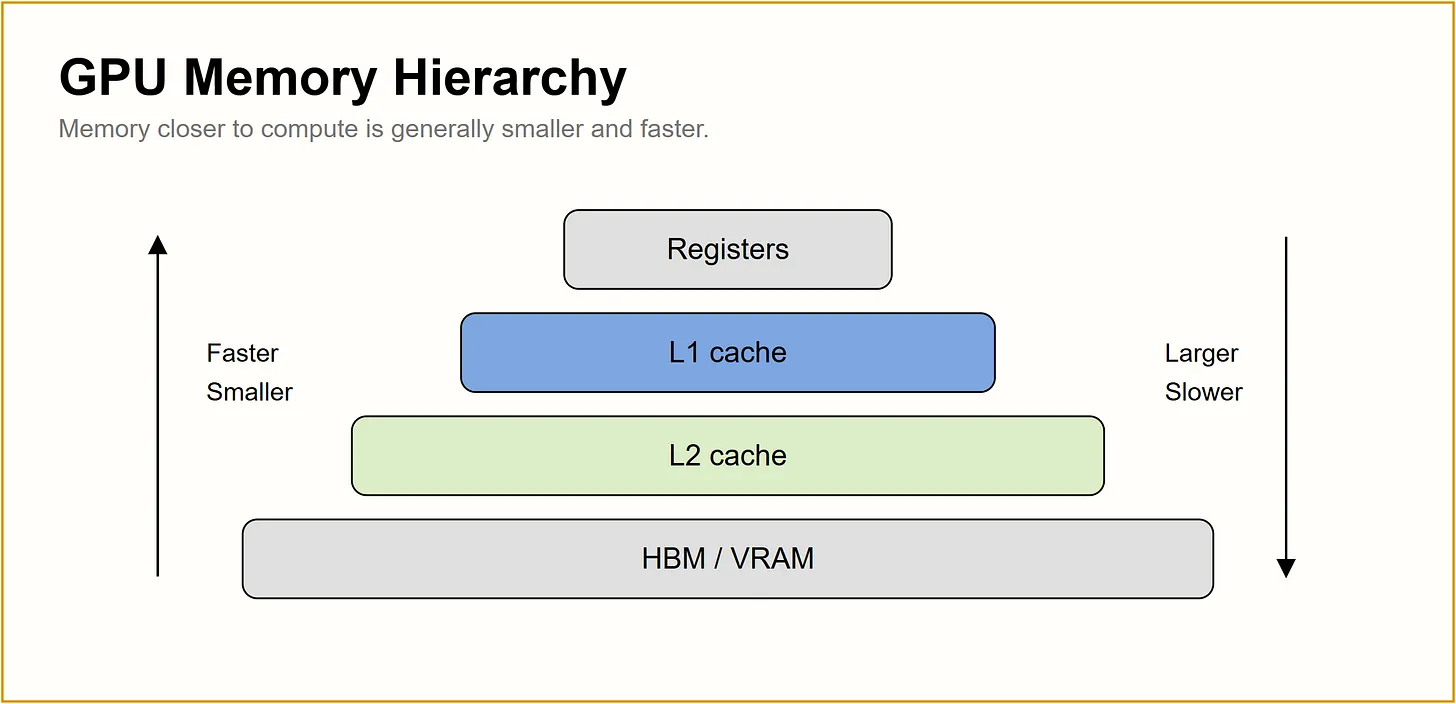 GPU Memory Hierarchy
Memory closer to compute is generally smaller and faster.
Registers
Faster
Smaller
L1 cache
Larger
Slower
L2 cache
HBM / VRAM